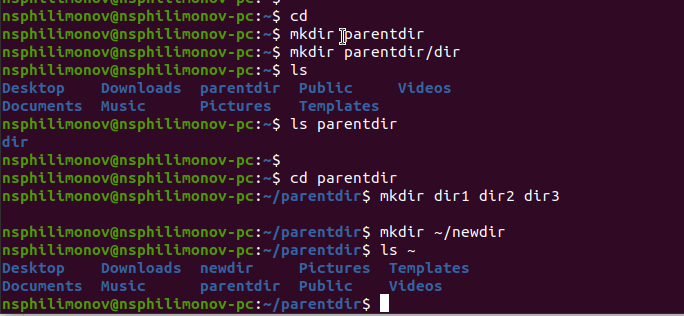 nsphilimonov@nsphilimonov-pc:~$ cd
nsphilimonov@nsphilimonov-pc:~$ mkdir parentdir
nsphilimonov@nsphilimonov-pc:~$ mkdir parentdir/dir
nsphilimonov@nsphilimonov-pc:~$ ls
Desktop    Downloads  parentdir  Public     Videos
Documents  Music      Pictures   Templates
nsphilimonov@nsphilimonov-pc:~$ ls parentdir
dir
nsphilimonov@nsphilimonov-pc:~$
nsphilimonov@nsphilimonov-pc:~$ cd parentdir
nsphilimonov@nsphilimonov-pc:~/parentdir$ mkdir dir1 dir2 dir3
nsphilimonov@nsphilimonov-pc:~/parentdir$ mkdir ~/newdir
nsphilimonov@nsphilimonov-pc:~/parentdir$ ls ~
Desktop    Downloads  newdir     Pictures  Templates
Documents  Music      parentdir  Public    Videos
nsphilimonov@nsphilimonov-pc:~/parentdir$